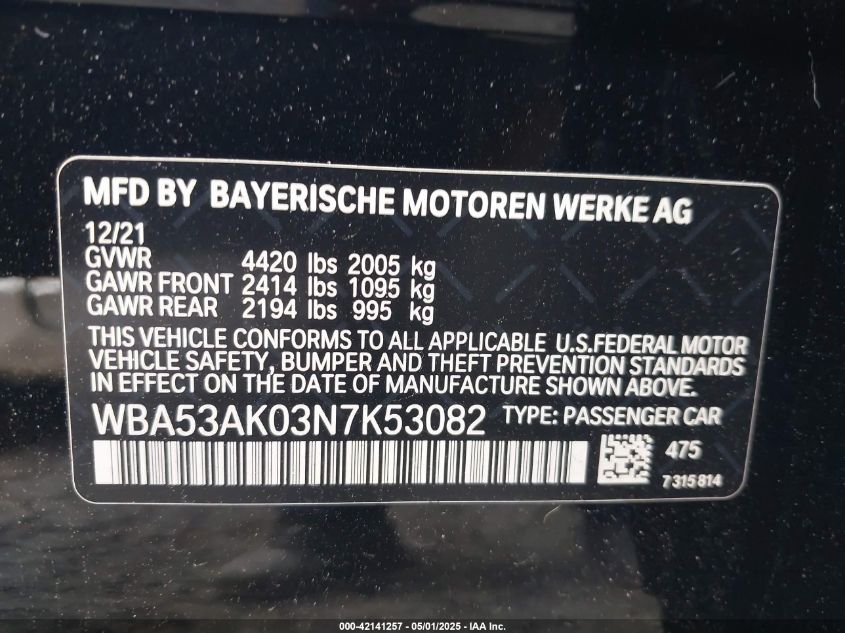 MFD BY BAYERISCHE MOTOREN WERKE AG
12/21
GVWR 4420 lbs 2005 kg
GAWR FRONT 2414 lbs 1095 kg
GAWR REAR 2194 lbs 995 kg
THIS VEHICLE CONFORMS TO ALL APPLICABLE U.S.FEDERAL MOTOR
VEHICLE SAFETY, BUMPER AND THEFT PREVENTION STANDARDS
IN EFFECT ON THE DATE OF MANUFACTURE SHOWN ABOVE.
WBA53AK03N7K53082 TYPE: PASSENGER CAR
475
7315814
000-42141257 - 05/01/2025 - IAA Inc.